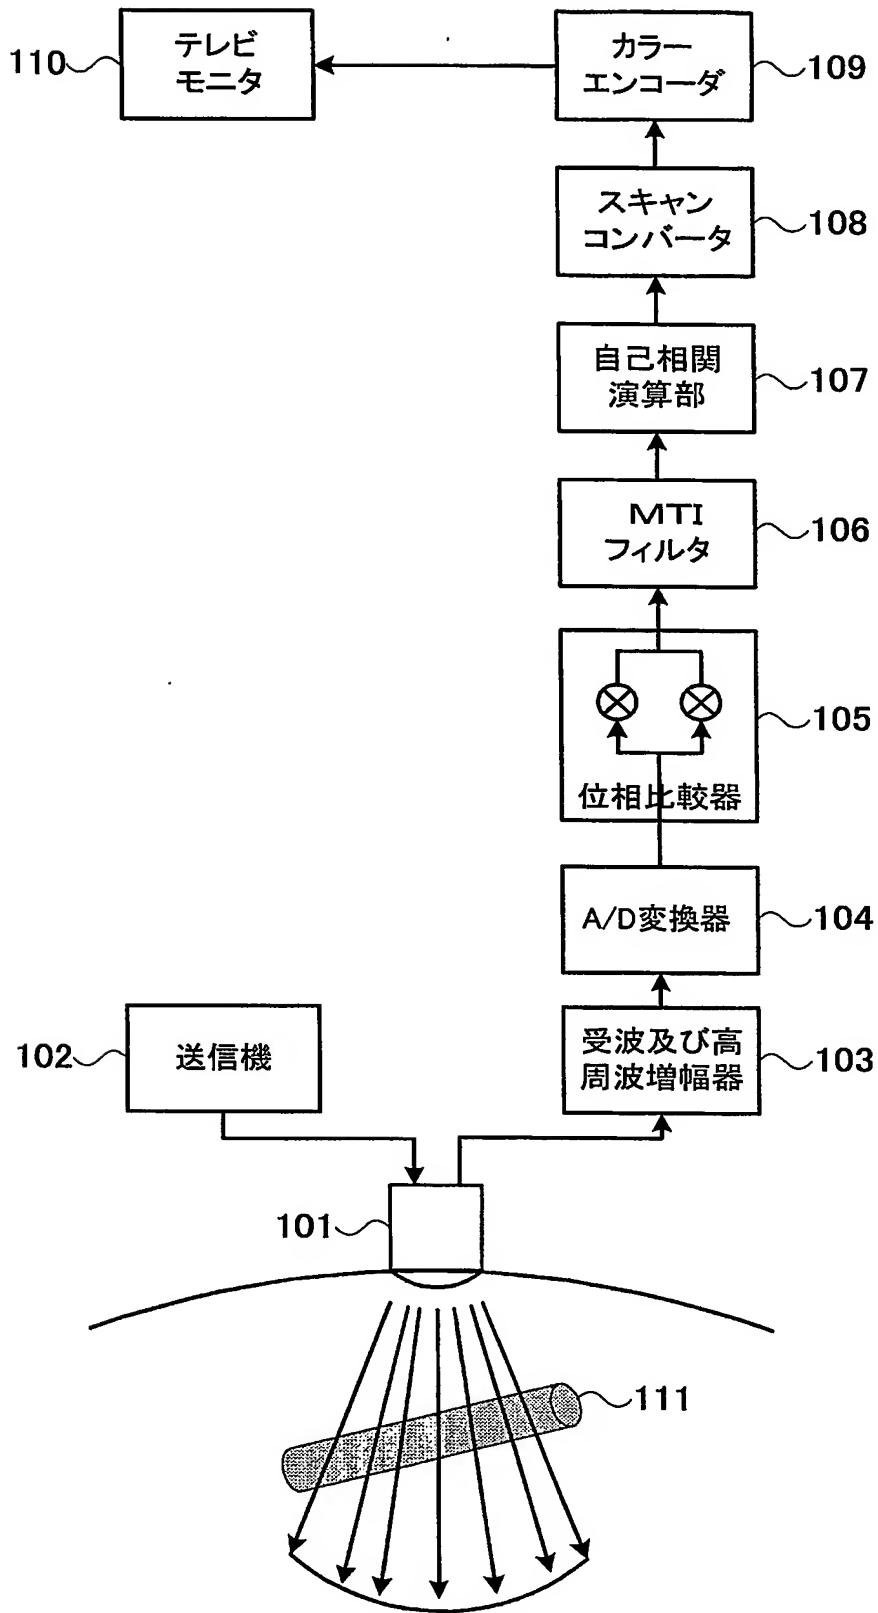 110
テレビ
モニタ
カラー
エンコーダ
109
スキャン
コンバータ
108
自己相関
演算部
107
MTI
フィルタ
106
105
位相比較器
A/D変換器
104
102
送信機
受波及び高
周波増幅器
103
101
111